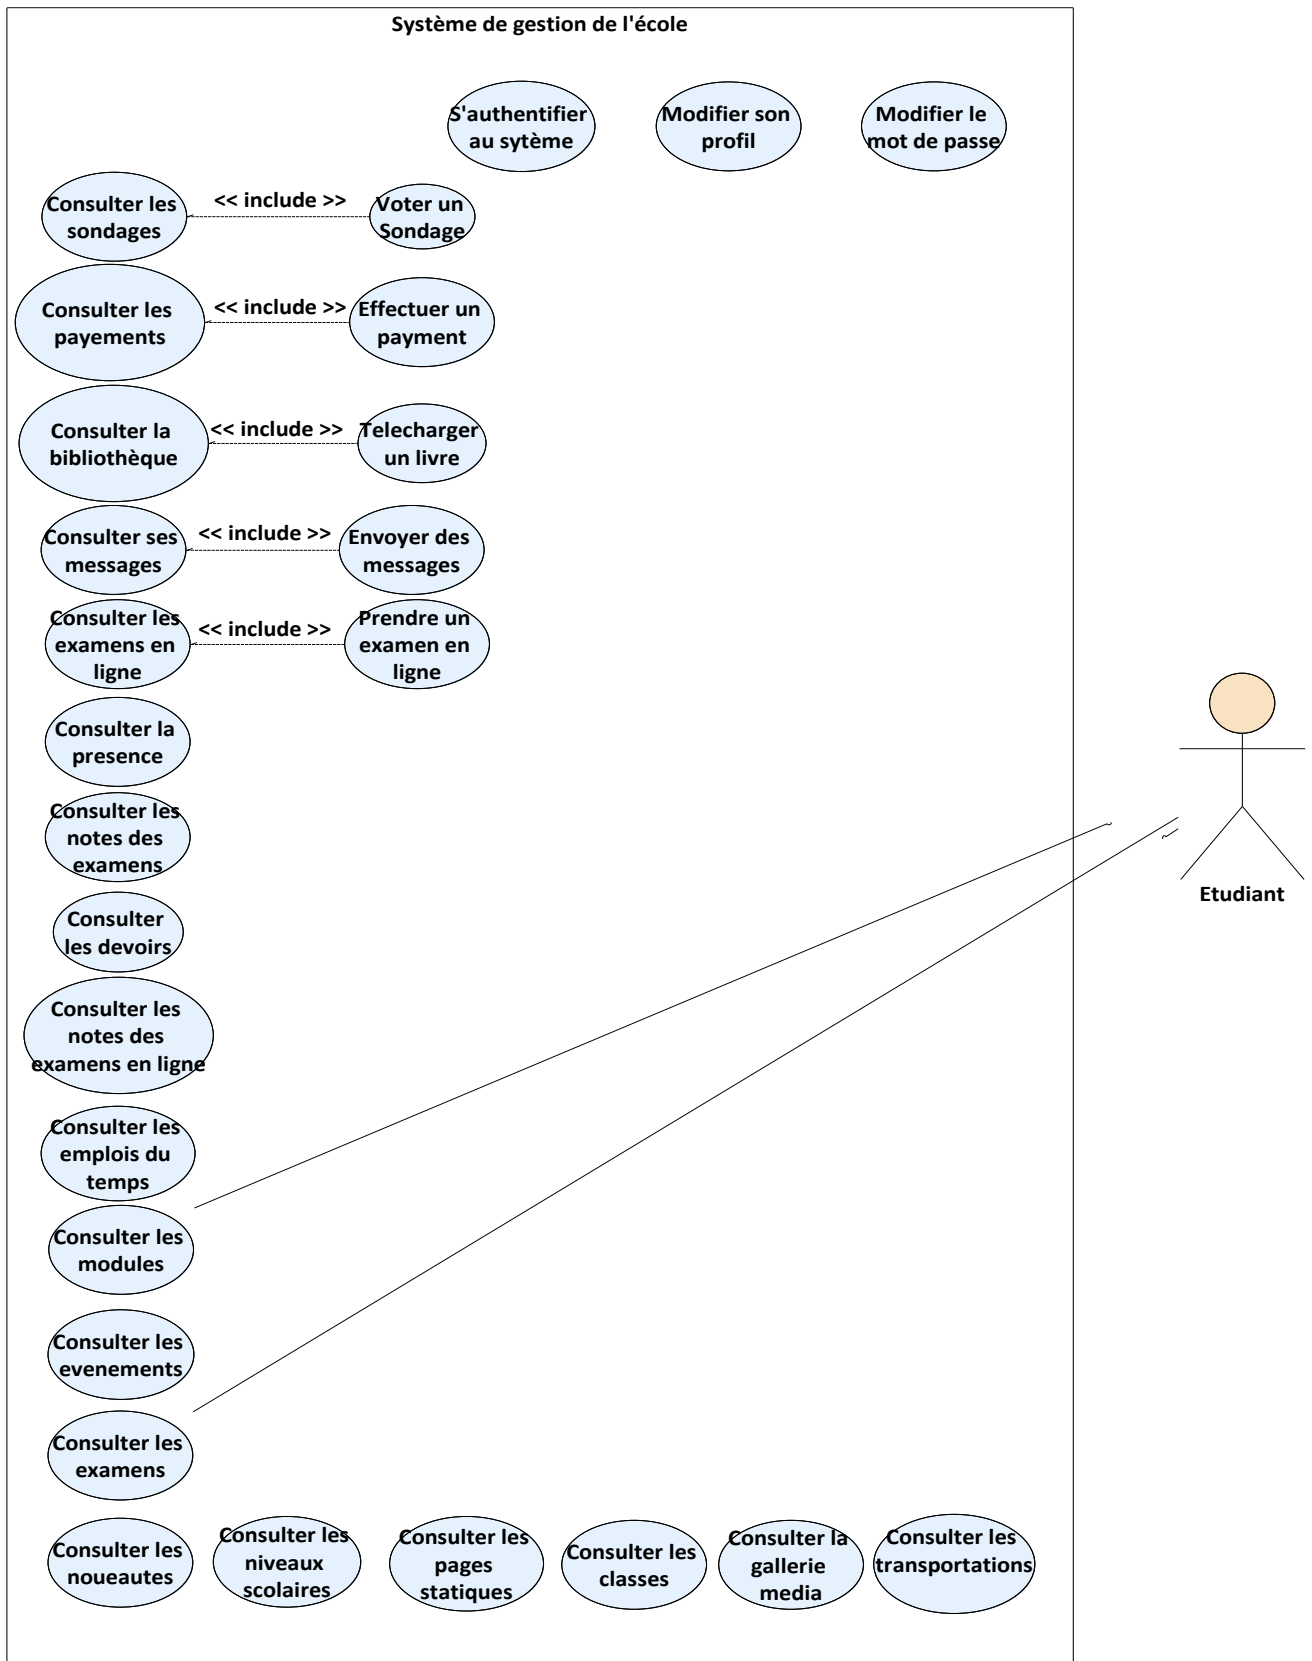 Système de gestion de l'école
S'authentifier
au sytème
Modifier son
profil
Modifier le
mot de passe
Consulter les
sondages
<< include >>
Voter un
Sondage
Consulter les
payements
<< include >>
Effectuer un
payment
Consulter la
bibliothèque
<< include >>
Telecharger
un livre
Consulter ses
messages
<< include >>
Envoyer des
messages
Consulter les
examens en
ligne
<< include >>
Prendre un
examen en
ligne
Consulter la
presence
Consulter les
notes des
examens
Consulter
les devoirs
Etudiant
Consulter les
notes des
examens en ligne
Consulter les
emplois du
temps
Consulter les
modules
Consulter les
evenements
Consulter les
examens
Consulter les
noueautes
Consulter les
niveaux
scolaires
Consulter les
pages
statiques
Consulter les
classes
Consulter la
gallerie
media
Consulter les
transportations